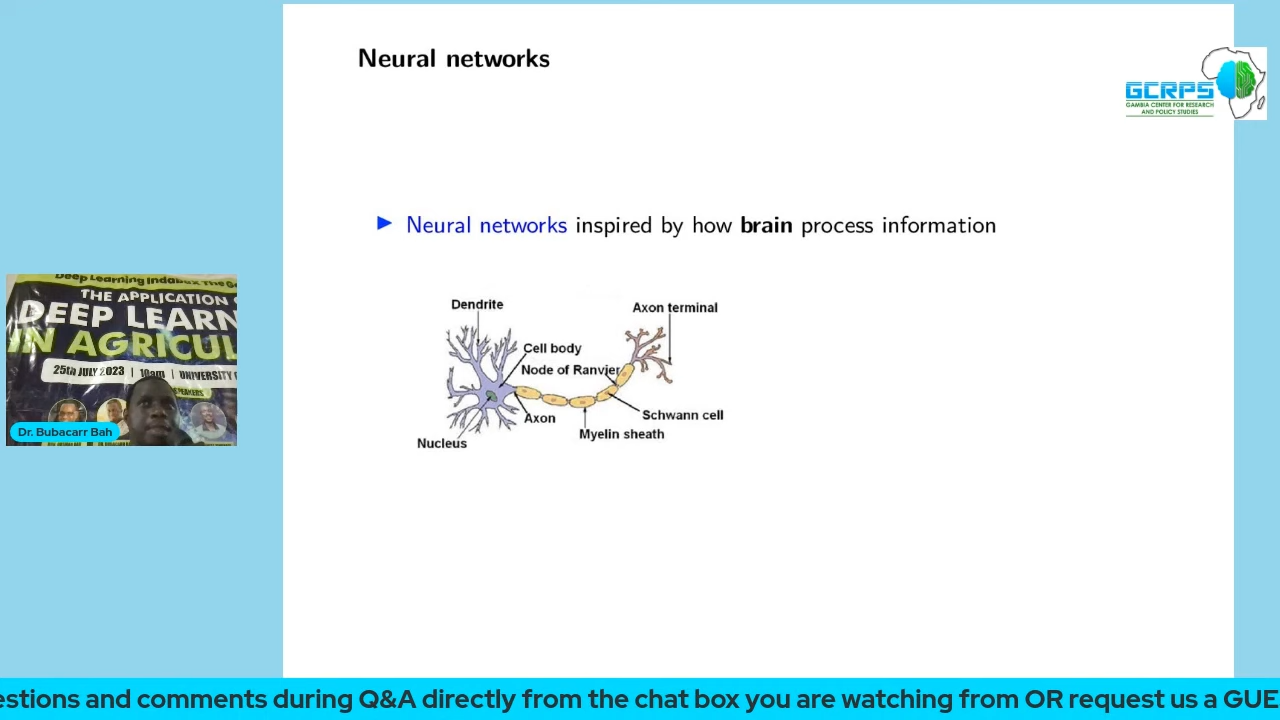 Neural networks
GCRPS
GAMBIA CENTER FOR RESEARCH
AND POLICY STUDIES
Neural networks inspired by how brain process information
Dendrite
Axon terminal
Cell body
Node of Ranvier
Axon
Schwann cell
Myelin sheath
Nucleus
Deep Learning Indabax The
THE APPLICATION
DEEP LEARN
IN AGRICUL
25th JULY 2023 | 10am | UNIVERSITY
SPEAKERS
Dr. Bubacarr Bah
estions and comments during Q&A directly from the chat box you are watching from OR request us a GUE